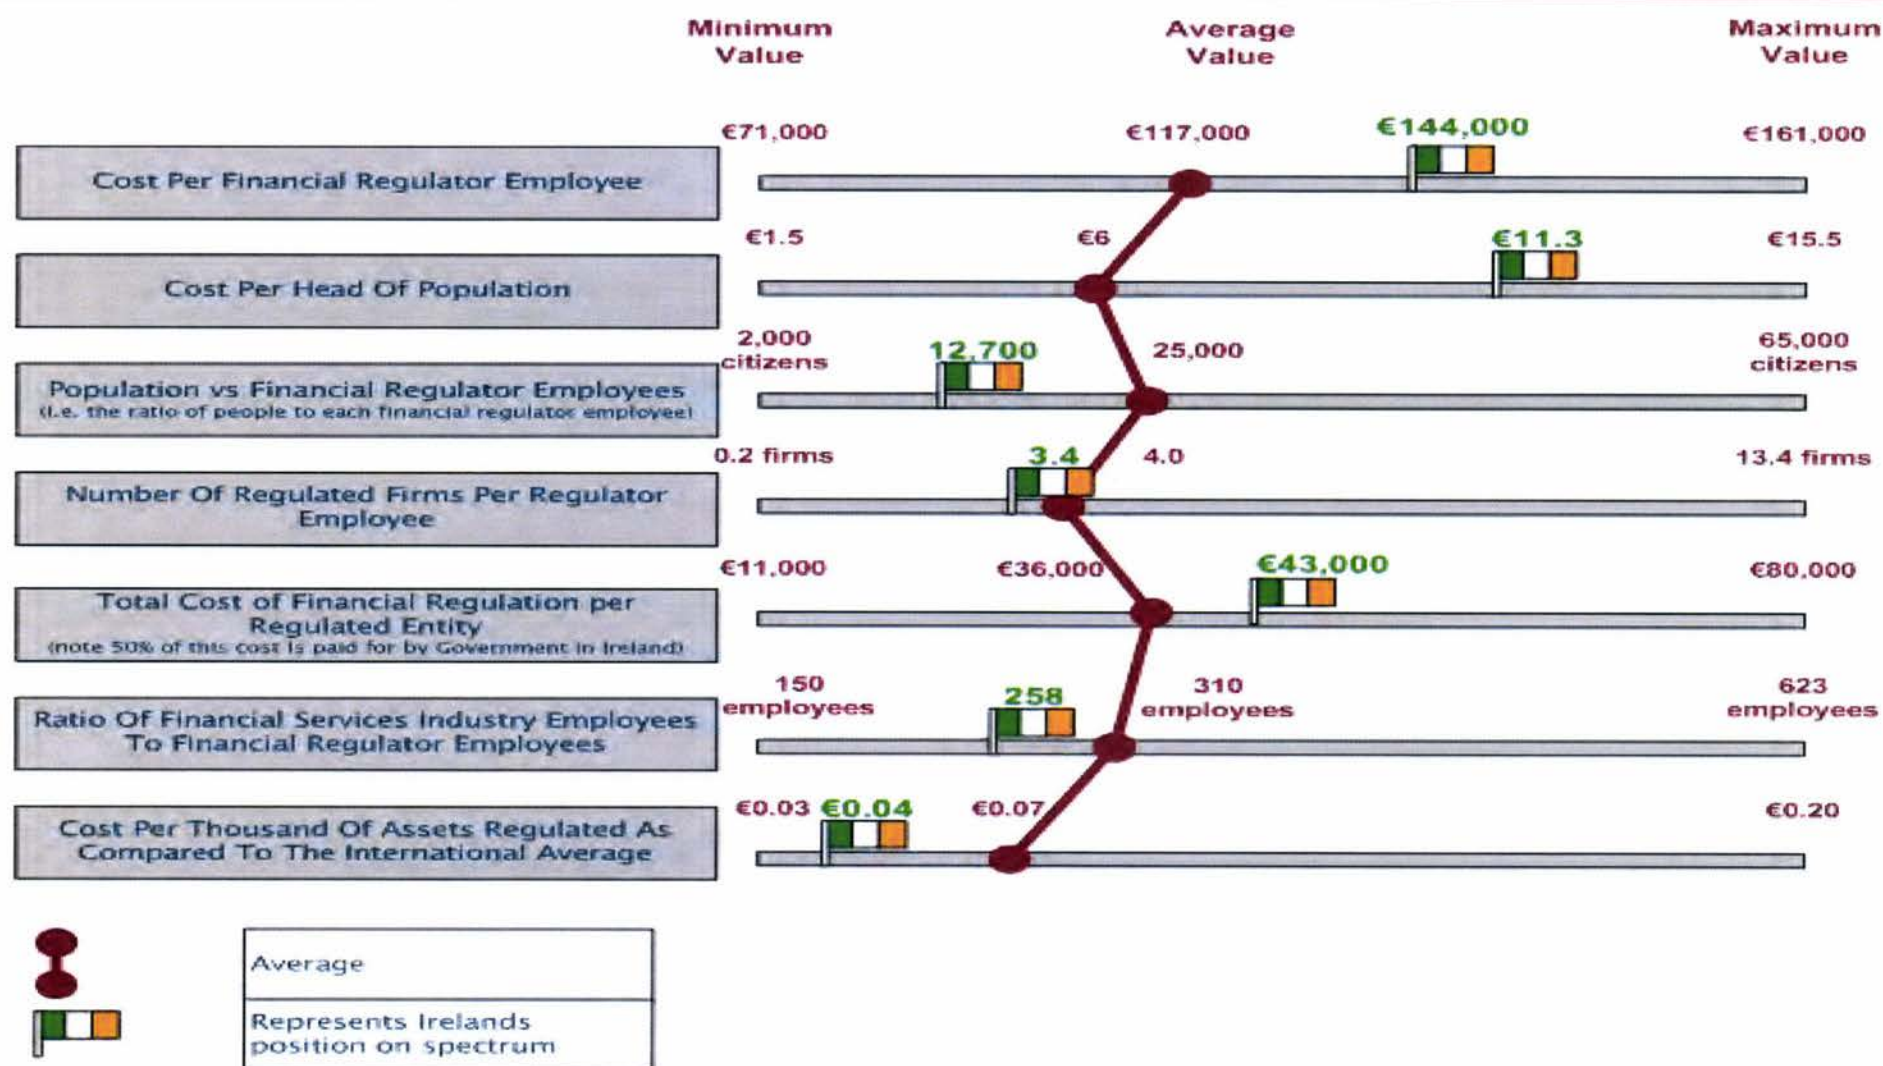 Minimum Value
Average Value
Maximum Value
€71,000
€117,000
€144,000
€161,000
Cost Per Financial Regulator Employee
€1.5
€6
€11.3
€15.5
Cost Per Head Of Population
2,000 citizens
12,700
25,000
65,000 citizens
Population vs Financial Regulator Employees
(i.e. the ratio of people to each financial regulator employee)
0.2 firms
3.4
4.0
13.4 firms
Number Of Regulated Firms Per Regulator
Employee
€11,000
€36,000
€43,000
€80,000
Total Cost of Financial Regulation per
Regulated Entity
(note 50% of this cost is paid for by Government in Ireland)
150 employees
258
310 employees
623 employees
Ratio Of Financial Services Industry Employees
To Financial Regulator Employees
€0.03
€0.04
€0.07
€0.20
Cost Per Thousand Of Assets Regulated As
Compared To The International Average
Average
Represents Irelands
position on spectrum